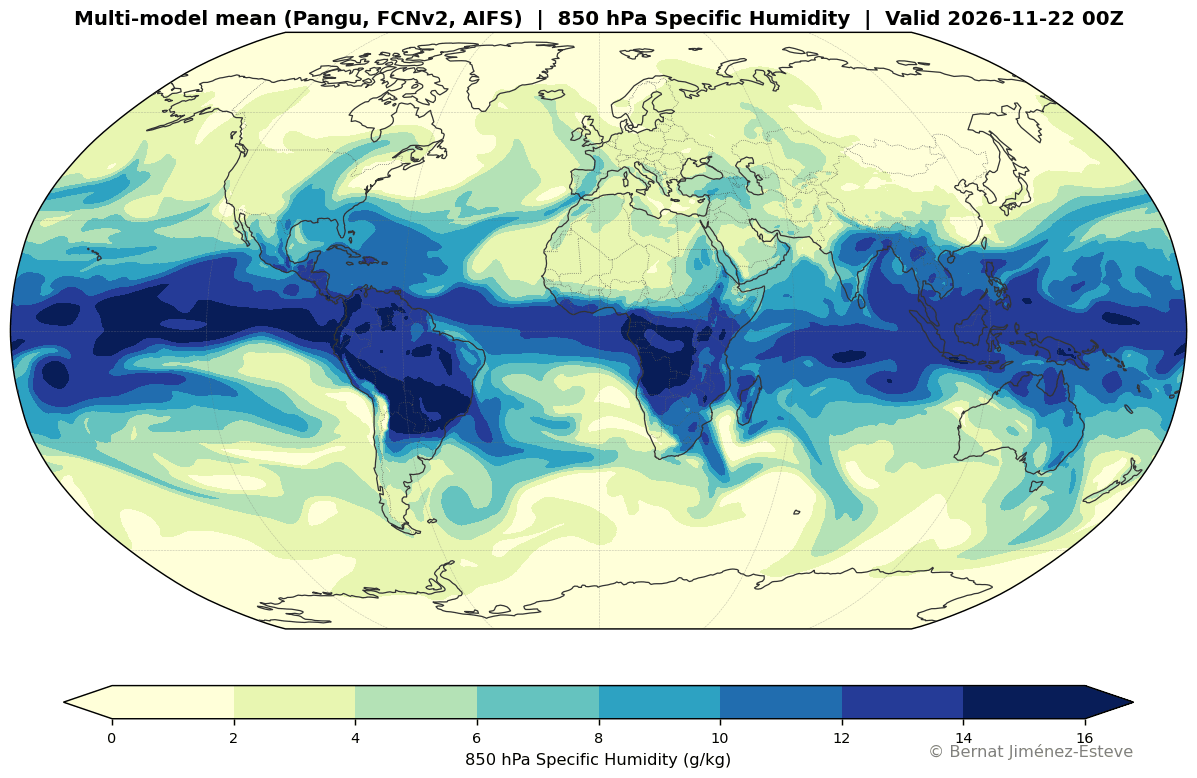 Multi-model mean (Pangu, FCNv2, AIFS)  |  850 hPa Specific Humidity  |  Valid 2026-11-22 00Z
0 2 4 6 8 10 12 14 16
850 hPa Specific Humidity (g/kg)
© Bernat Jiménez-Esteve